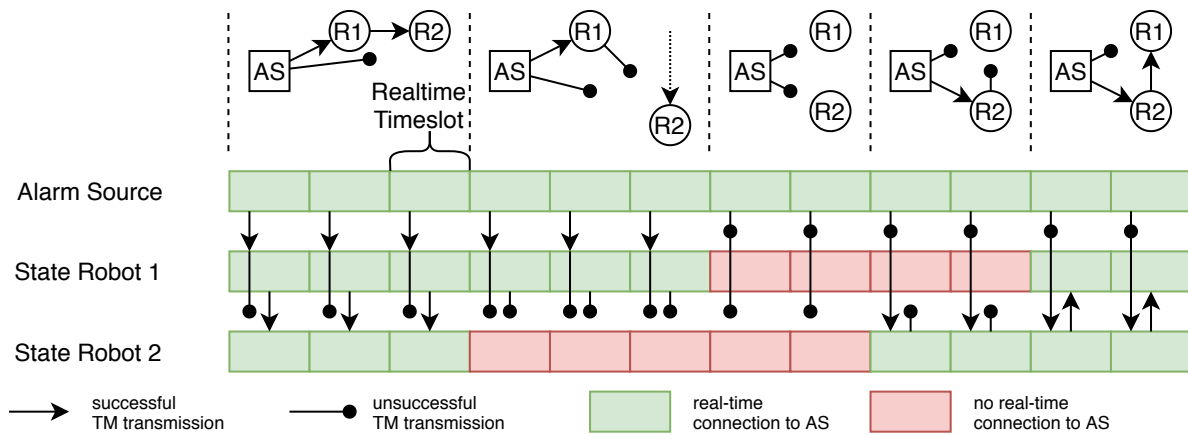 R1
R2
AS
R1
AS
R2
R1
AS
R2
R1
AS
R2
R1
AS
R2
Realtime
Timeslot
Alarm Source
State Robot 1
State Robot 2
successful
TM transmission
unsuccessful
TM transmission
real-time
connection to AS
no real-time
connection to AS